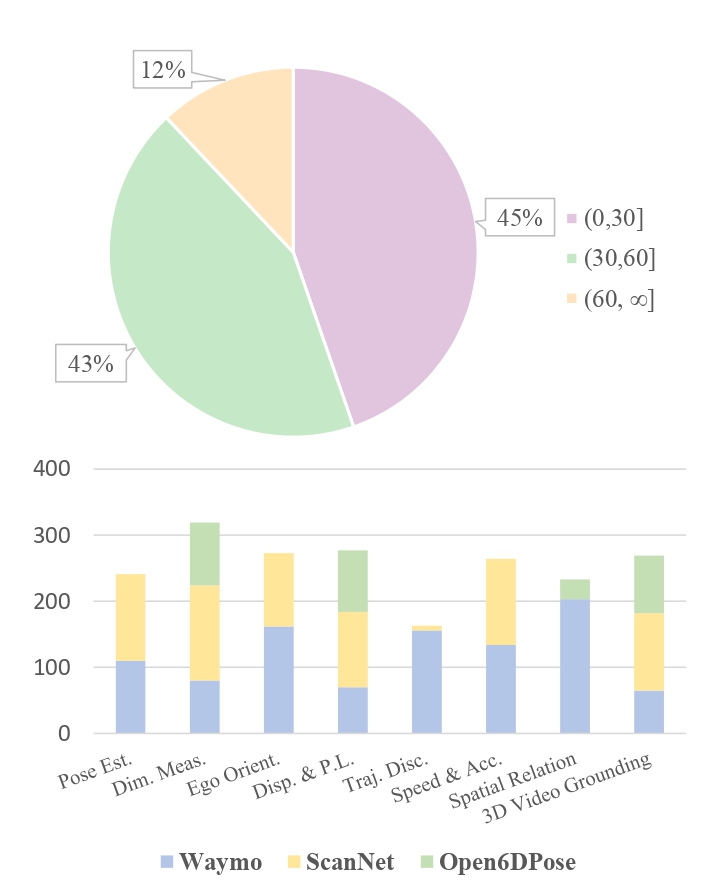 12%
45%
(0,30]
(30,60]
(60, ∞]
43%
400
300
200
100
0
Pose Est.
Dim. Meas.
Ego Orient.
Disp. & P.L.
Traj. Disc.
Speed & Acc.
Spatial Relation
3D Video Grounding
Waymo ScanNet Open6DPose